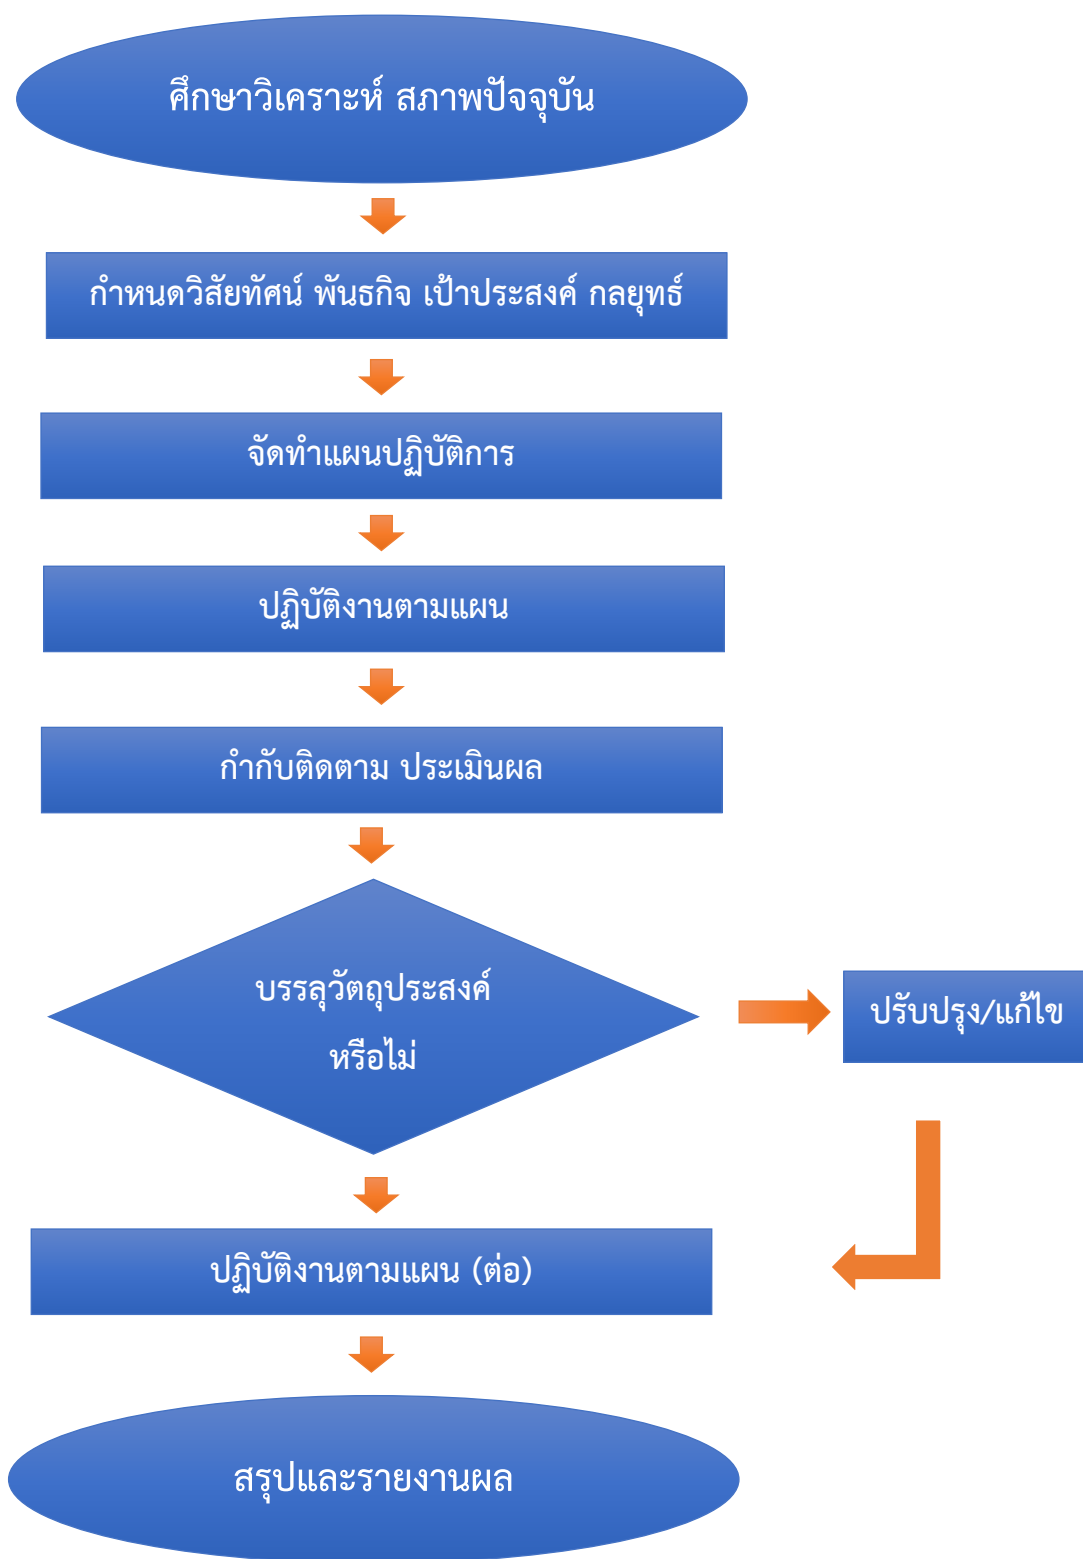 ศึกษาวิเคราะห์ สภาพปัจจุบัน
กำหนดวิสัยทัศน์ พันธกิจ เป้าประสงค์ กลยุทธ์
จัดทำแผนปฏิบัติการ
ปฏิบัติงานตามแผน
กำกับติดตาม ประเมินผล
บรรลุวัตถุประสงค์
หรือไม่
ปรับปรุง/แก้ไข
ปฏิบัติงานตามแผน (ต่อ)
สรุปและรายงานผล